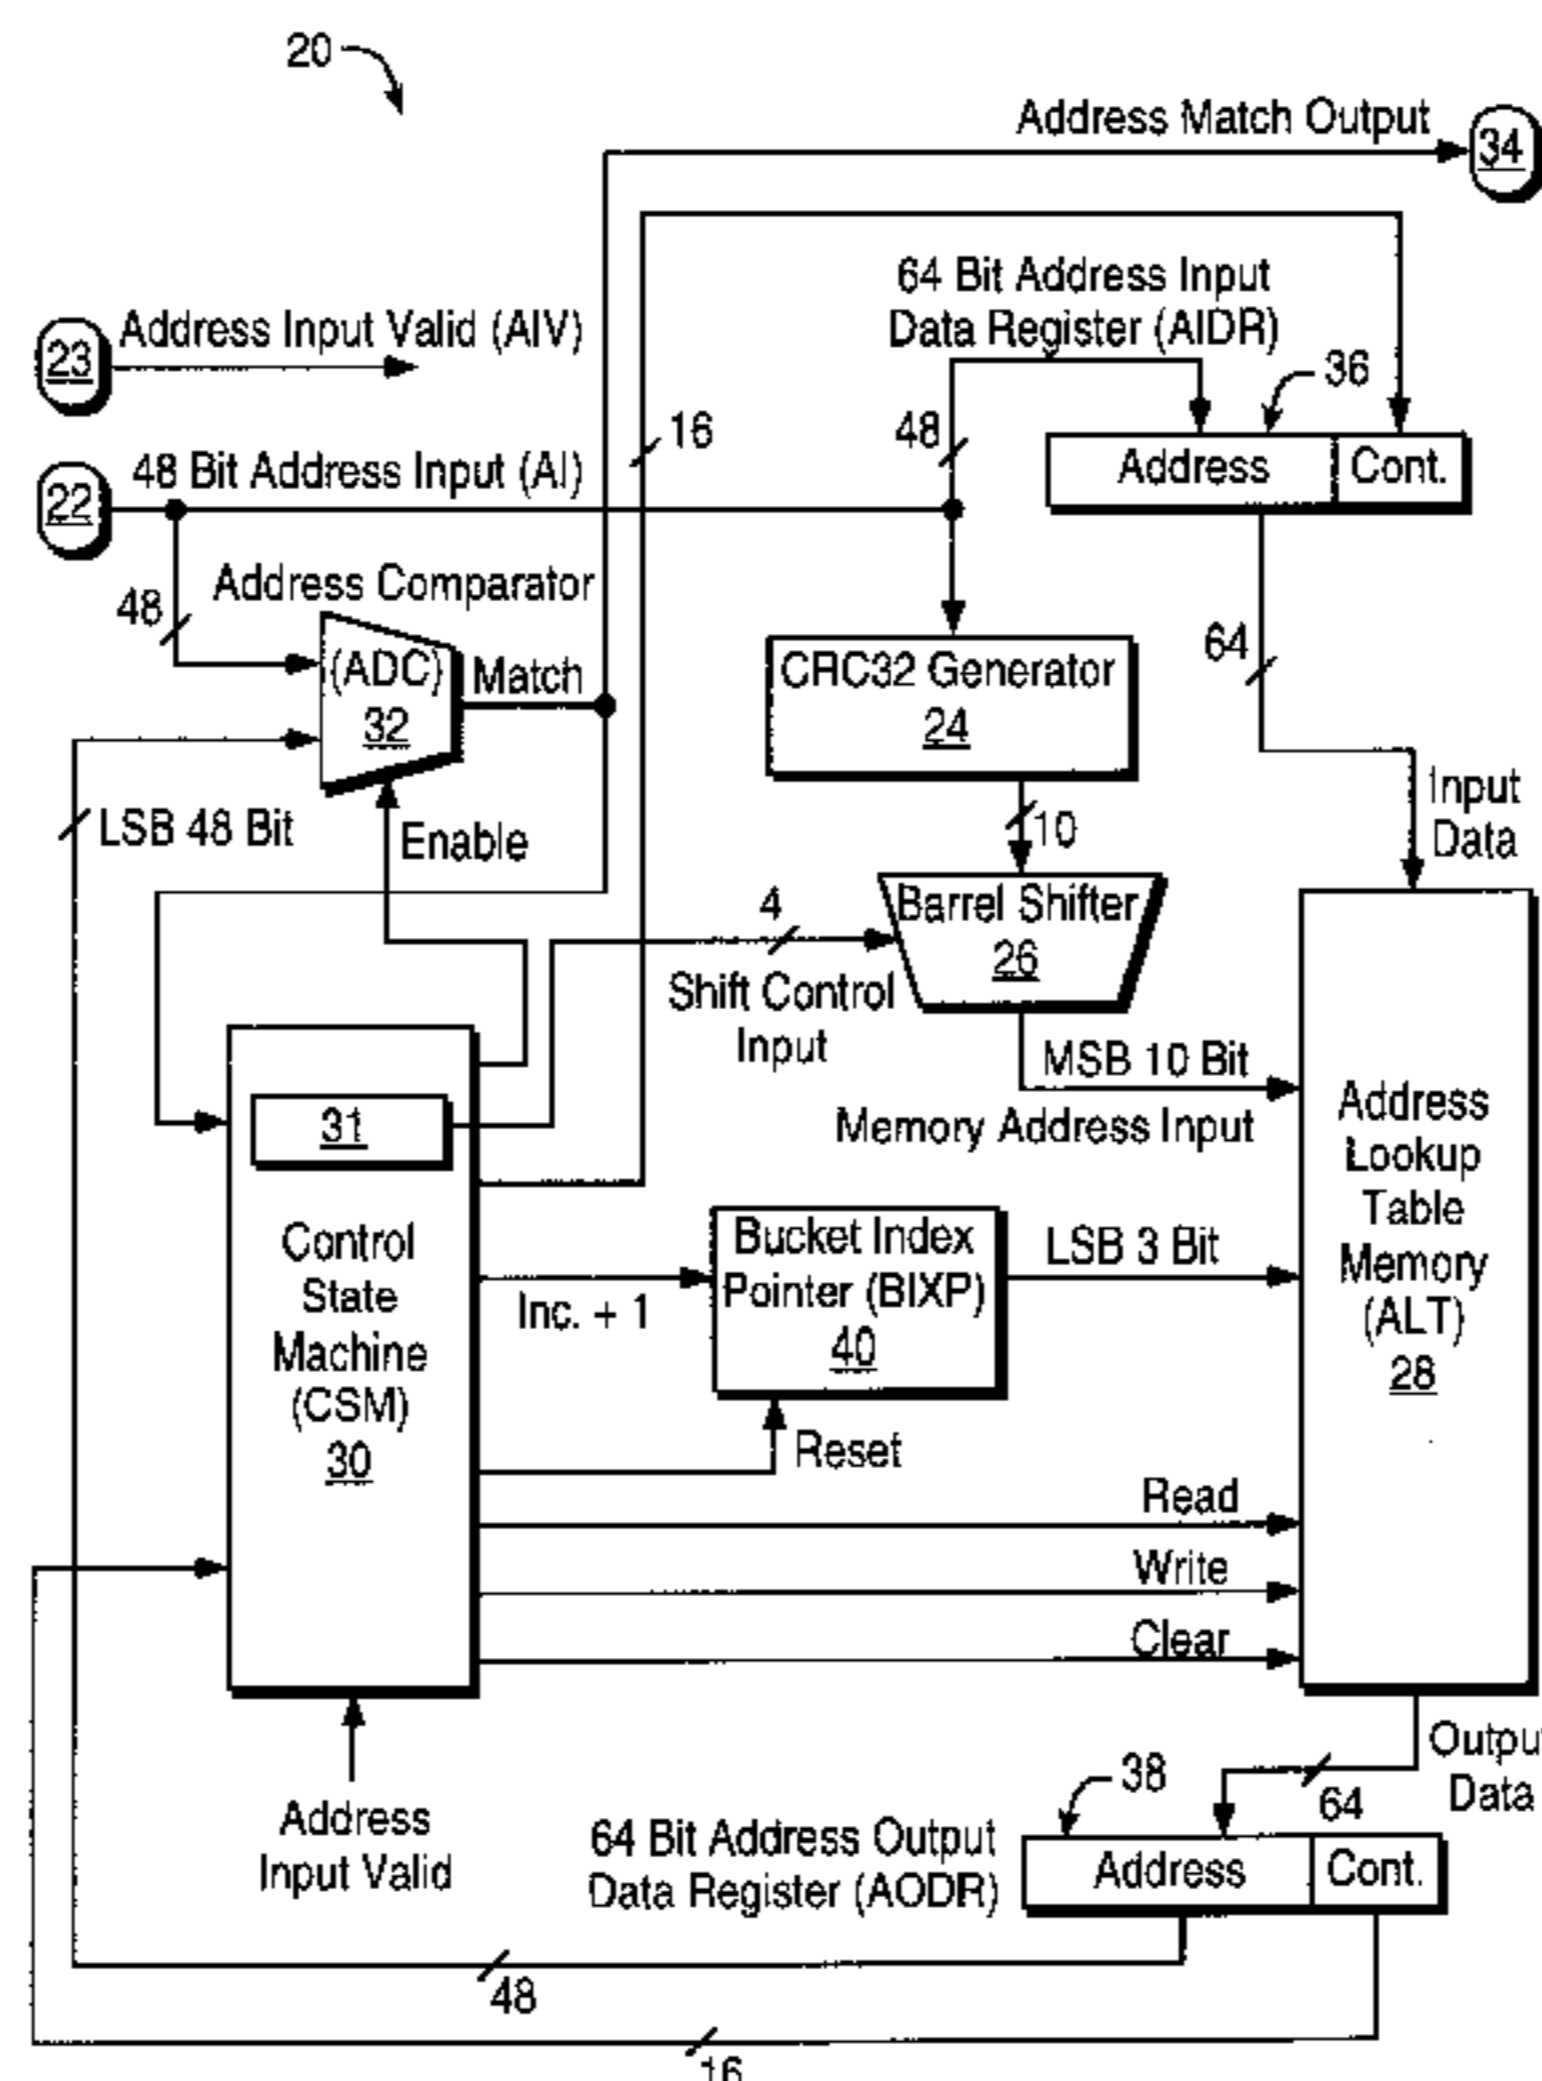 20
Address Match Output
34
64 Bit Address Input
Data Register (AIDR)
23
Address Input Valid (AIV)
36
16
48
Address
Cont.
22
48 Bit Address Input (AI)
48
Address Comparator
(ADC)
32
Match
CRC32 Generator
24
64
Input
Data
LSB 48 Bit
Enable
10
4
Barrel Shifter
26
Shift Control
Input
MSB 10 Bit
Memory Address Input
31
Control
State
Machine
(CSM)
30
Inc. + 1
Bucket Index
Pointer (BIXP)
40
LSB 3 Bit
Reset
Address
Lookup
Table
Memory
(ALT)
28
Read
Write
Clear
Address
Input Valid
Output
Data
64
38
64 Bit Address Output
Data Register (AODR)
Address
Cont.
48
16